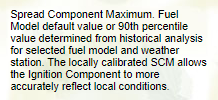 Spread Component Maximum. Fuel
Model default value or 90th percentile
value determined from historical analysis
for selected fuel model and weather
station. The locally calibrated SCM allows
the Ignition Component to more
accurately reflect local conditions.